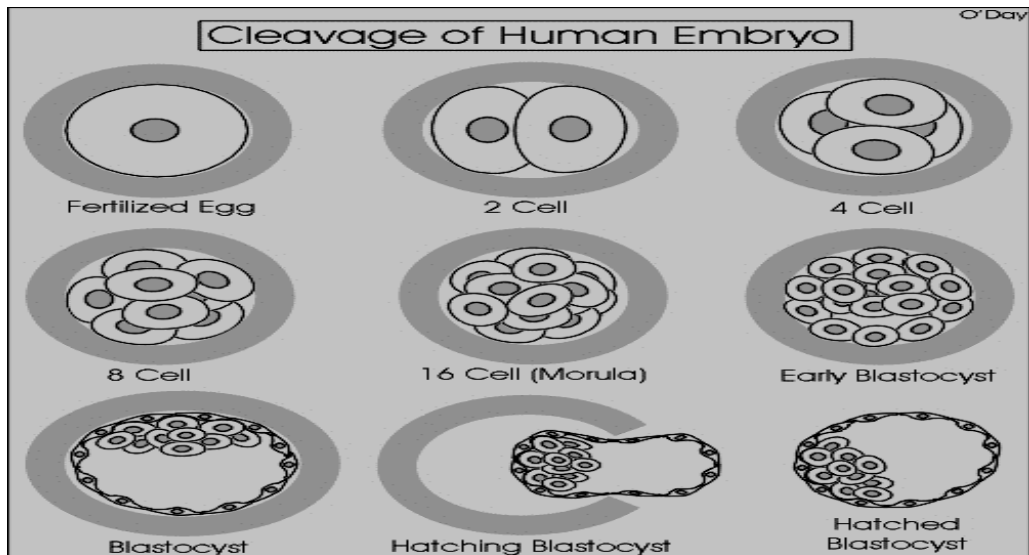 O'Day
Cleavage of Human Embryo
Fertilized Egg
2 Cell
4 Cell
8 Cell
16 Cell (Morula)
Early Blastocyst
Blastocyst
Hatching Blastocyst
Hatched
Blastocyst